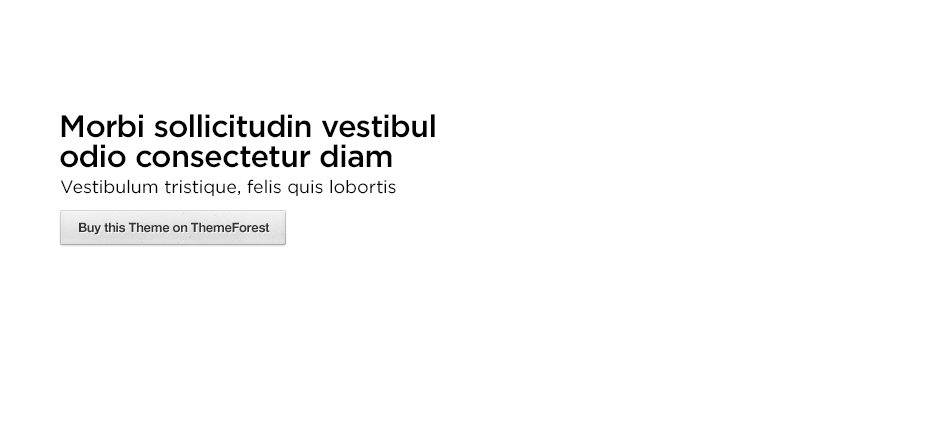 Morbi sollicitudin vestibul
odio consectetur diam
Vestibulum tristique, felis quis lobortis
Buy this Theme on ThemeForest